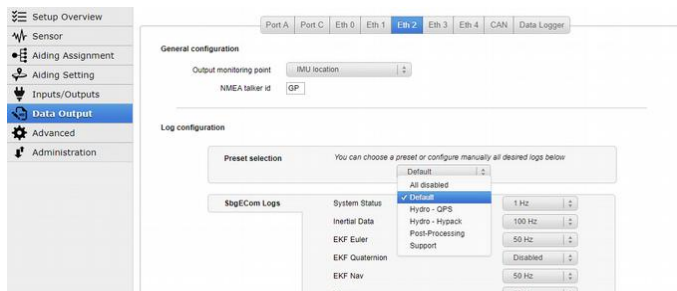 Setup Overview
Sensor
Aiding Assignment
Aiding Setting
Inputs/Outputs
Data Output
Advanced
Administration
Port A Port C Eth 0 Eth 1 Eth 2 Eth 3 Eth 4 CAN Data Logger
General configuration
Output monitoring point IMU location
NMEA talker id GP
Log configuration
Preset selection You can choose a preset or configure manually all desired logs below
Default
All disabled
✓ Default
Hydro - QPS
Hydro - Hypack
Post-Processing
Support
SbgECom Logs
System Status 1 Hz
Inertial Data 100 Hz
EKF Euler 50 Hz
EKF Quaternion Disabled
EKF Nav 50 Hz